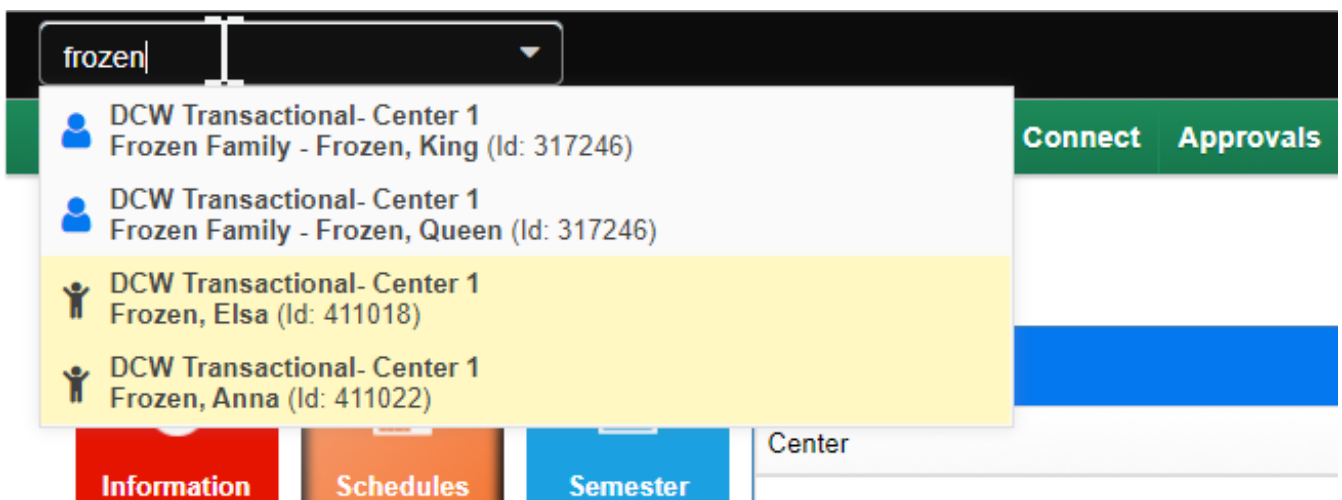 frozen
DCW Transactional- Center 1
Frozen Family - Frozen, King (Id: 317246)
DCW Transactional- Center 1
Frozen Family - Frozen, Queen (Id: 317246)
DCW Transactional- Center 1
Frozen, Elsa (Id: 411018)
DCW Transactional- Center 1
Frozen, Anna (Id: 411022)
Connect Approvals
Center
Information Schedules Semester